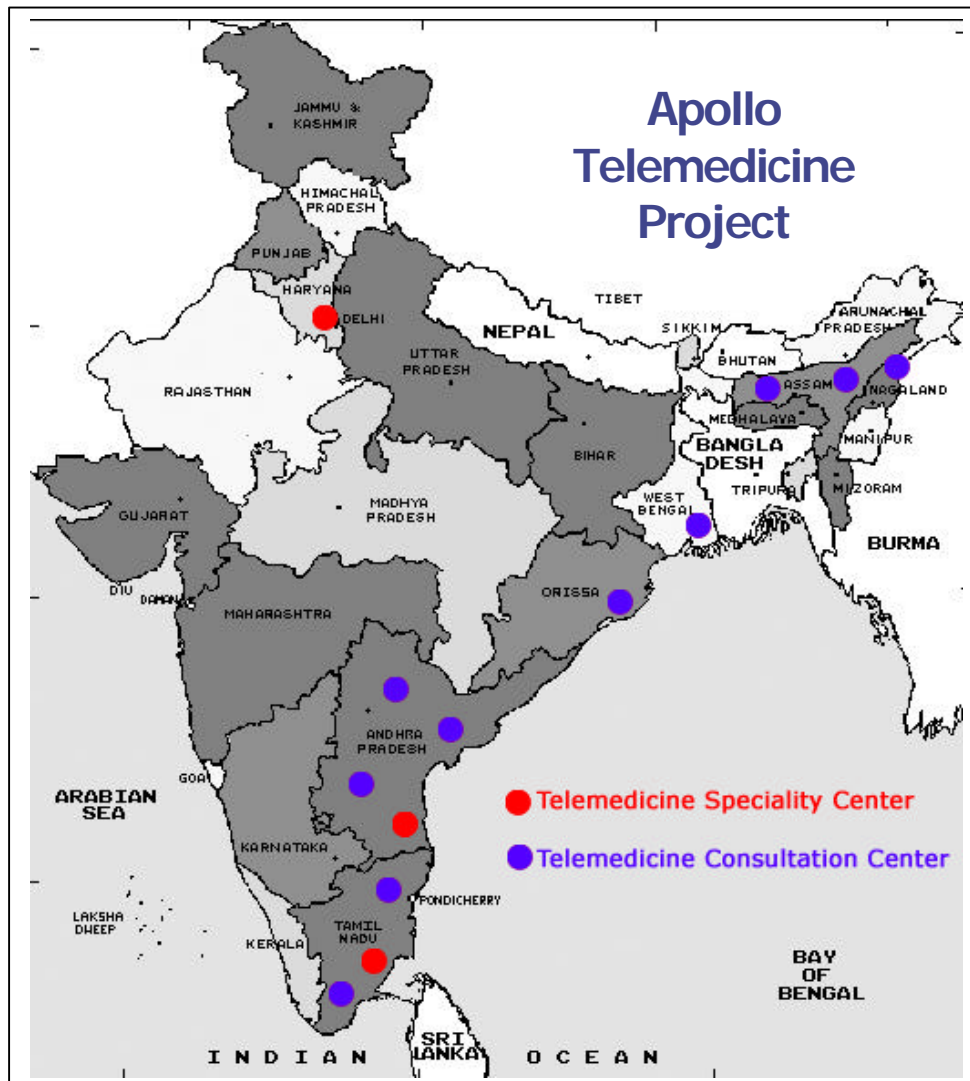 Apollo
Telemedicine
Project
JAMMU &
KASHMIR
HIMACHAL
PRADESH
PUNJAB
HARYANA
DELHI
TIBET
NEPAL
SIKKIM
ARUNACHAL
PRADESH
BHUTAN
UTTAR
PRADESH
RAJASTHAN
ASSAM
NAGALAND
MEGHALAYA
MANIPUR
BANGLA
DESH
BIHAR
TRIPURA
MIZORAM
WEST
BENGAL
MADHYA
PRADESH
GUJARAT
BURMA
DIU
DAMAN
ORISSA
MAHARASHTRA
ANDHRA
PRADESH
GOA
ARABIAN
SEA
Telemedicine Speciality Center
KARNATAKA
Telemedicine Consultation Center
PONDICHERRY
LAKSHA
DWEEP
TAMIL
NADU
KERALA
BAY
OF
BENGAL
SRI
LANKA
INDIAN OCEAN